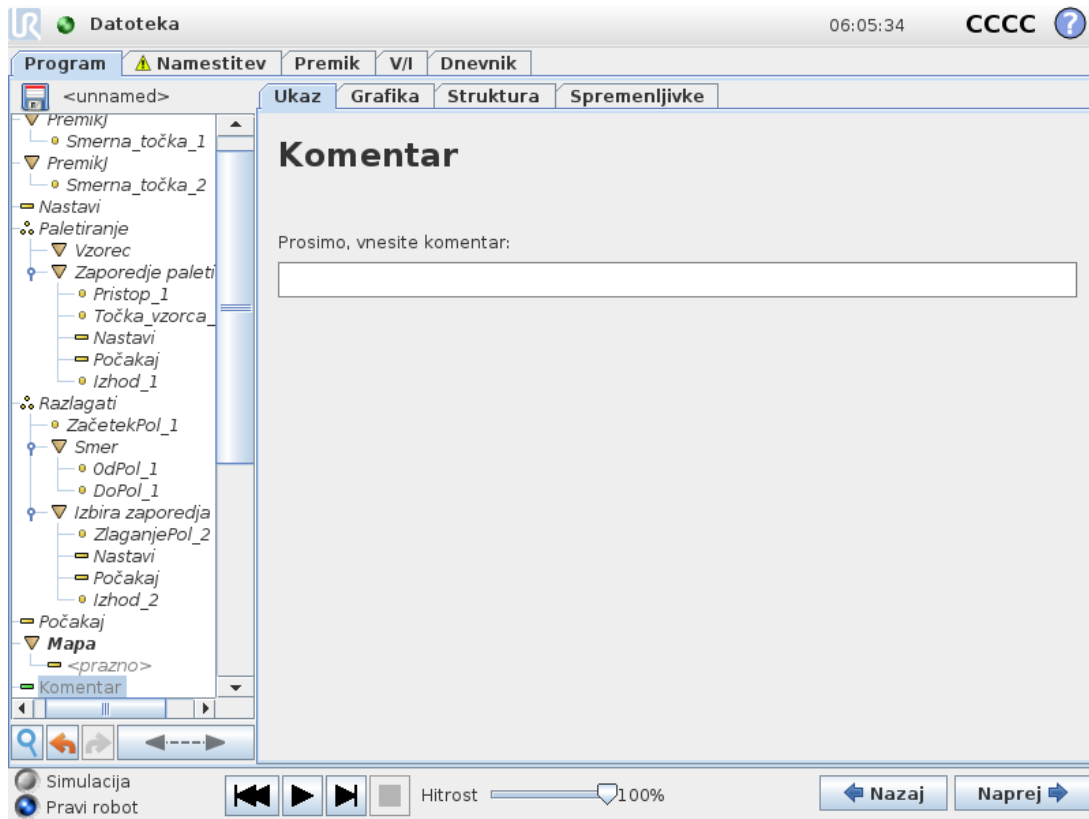 UR Datoteka 06:05:34 CCCC ?
Program Namestitev Premik V/I Dnevnik
<unnamed> Ukaz Grafika Struktura Spremenljivke
PremikJ
Smerna_točka_1
PremikJ
Smerna_točka_2
Nastavi
Paletiranje
Vzorec
Zaporedje paleti
Pristop_1
Točka_vzorca_
Nastavi
Počakaj
Izhod_1
Razlagati
ZačetekPol_1
Smer
OdPol_1
DoPol_1
Izbira zaporedja
ZlaganjePol_2
Nastavi
Počakaj
Izhod_2
Počakaj
Mapa
<prazno>
Komentar
Komentar
Prosimo, vnesite komentar:
Simulacija
Pravi robot
Hitrost 100%
Nazaj Naprej